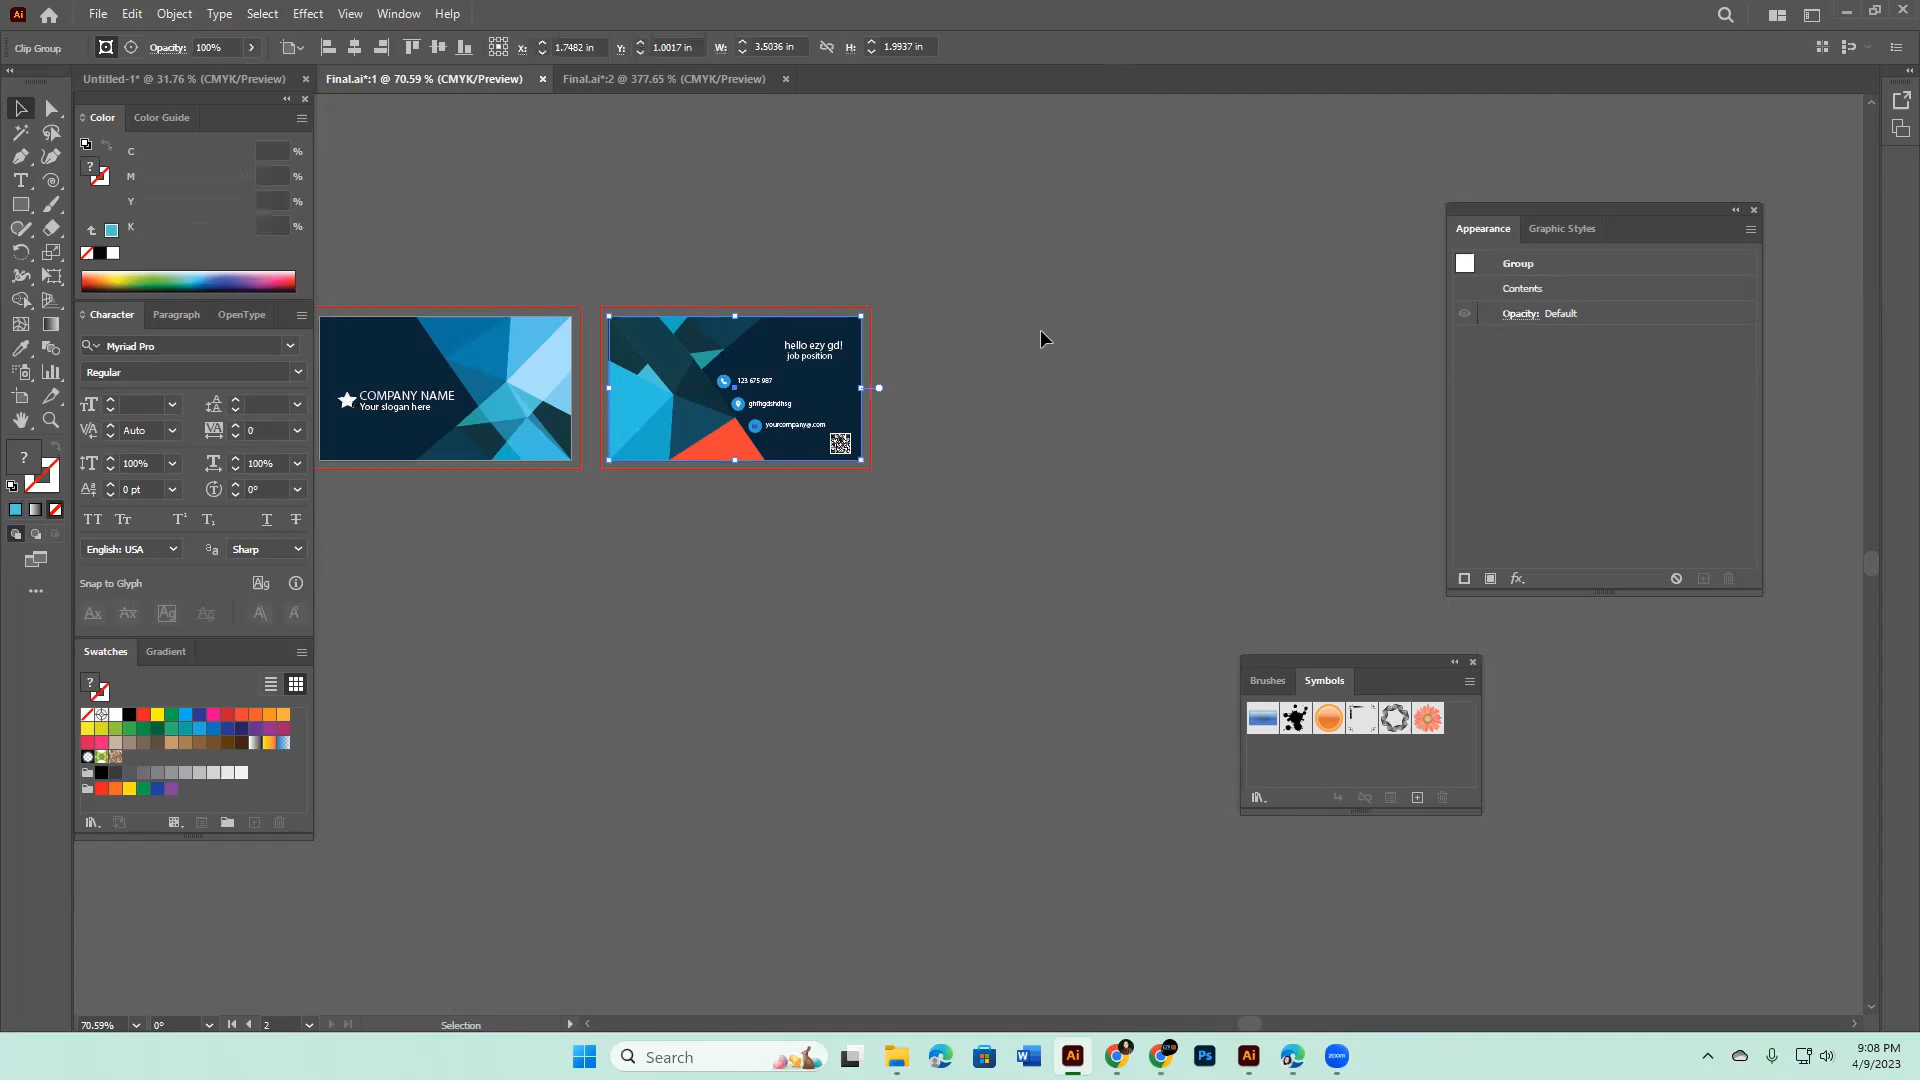 File Edit Object Type Select Effect View Window Help
Clip Group Opacity: 100% X: 1.7482 in Y: 1.0017 in W: 3.5036 in H: 1.9937 in
Untitled-1* @ 31.76 % (CMYK/Preview) Final.ai*:1 @ 70.59 % (CMYK/Preview) Final.ai*:2 @ 377.65 % (CMYK/Preview)
Color Color Guide
C %
M %
Y %
K %
Character Paragraph OpenType
Myriad Pro
Regular
Auto 0
100% 100%
0 pt 0°
English: USA Sharp
Snap to Glyph
Swatches Gradient
COMPANY NAME
Your slogan here
hello ezy gd!
job position
123 675 987
ghfhgdshdhsg
yourcompany@.com
Appearance Graphic Styles
Group
Contents
Opacity: Default
Brushes Symbols
70.59% 0° 2 Selection
Search
9:08 PM
4/9/2023